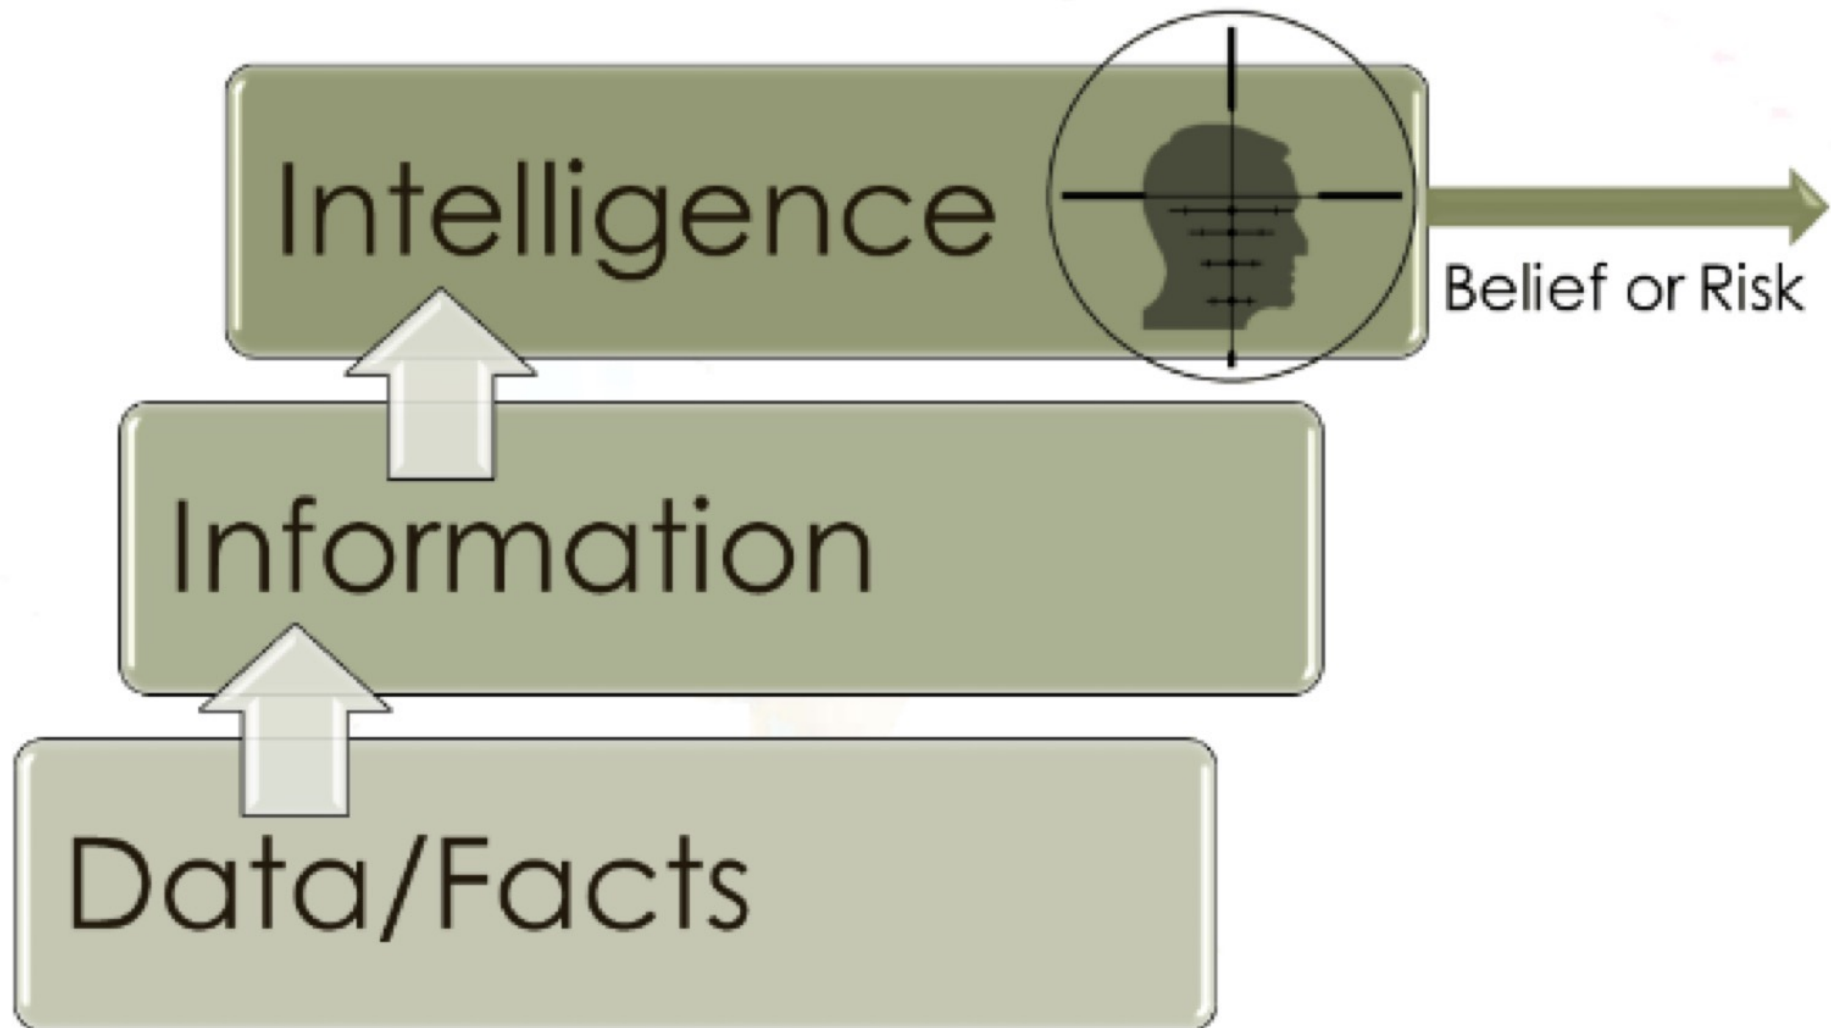 Intelligence
Belief or Risk
Information
Data/Facts